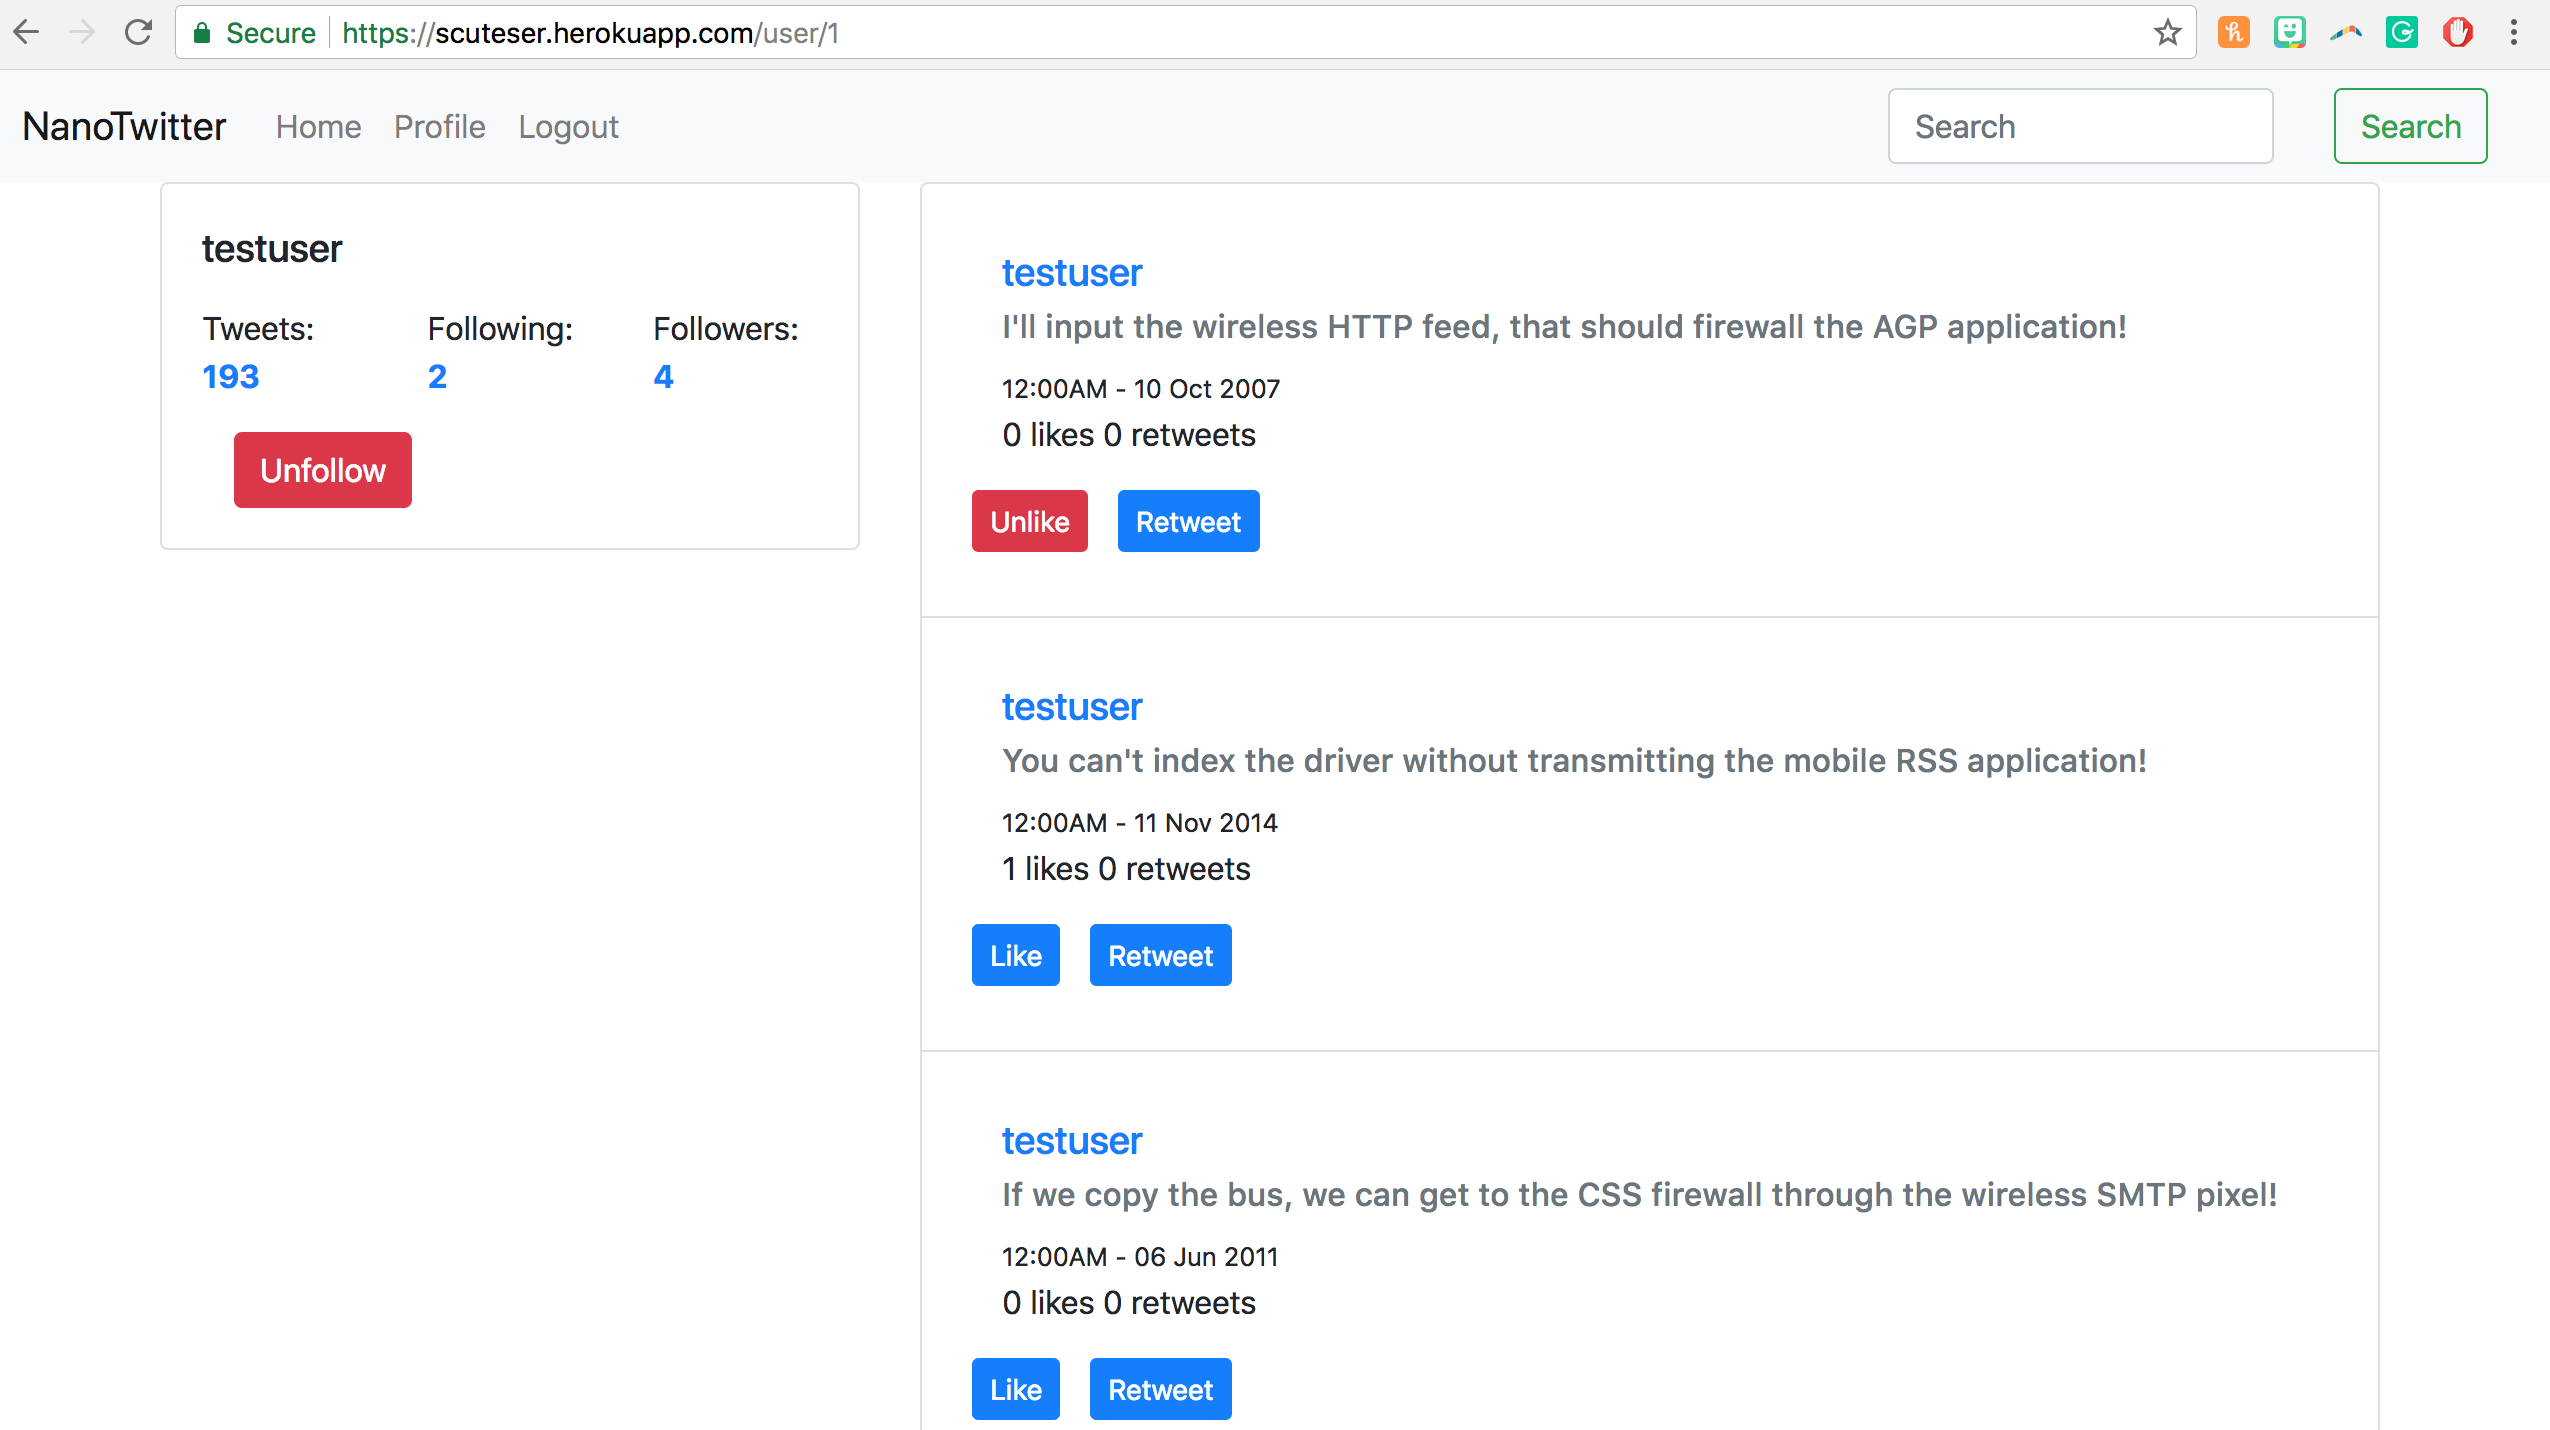 Secure https://scuteser.herokuapp.com/user/1
NanoTwitter Home Profile Logout Search Search
testuser
Tweets: Following: Followers:
193 2 4
Unfollow
testuser
I'll input the wireless HTTP feed, that should firewall the AGP application!
12:00AM - 10 Oct 2007
0 likes 0 retweets
Unlike Retweet
testuser
You can't index the driver without transmitting the mobile RSS application!
12:00AM - 11 Nov 2014
1 likes 0 retweets
Like Retweet
testuser
If we copy the bus, we can get to the CSS firewall through the wireless SMTP pixel!
12:00AM - 06 Jun 2011
0 likes 0 retweets
Like Retweet